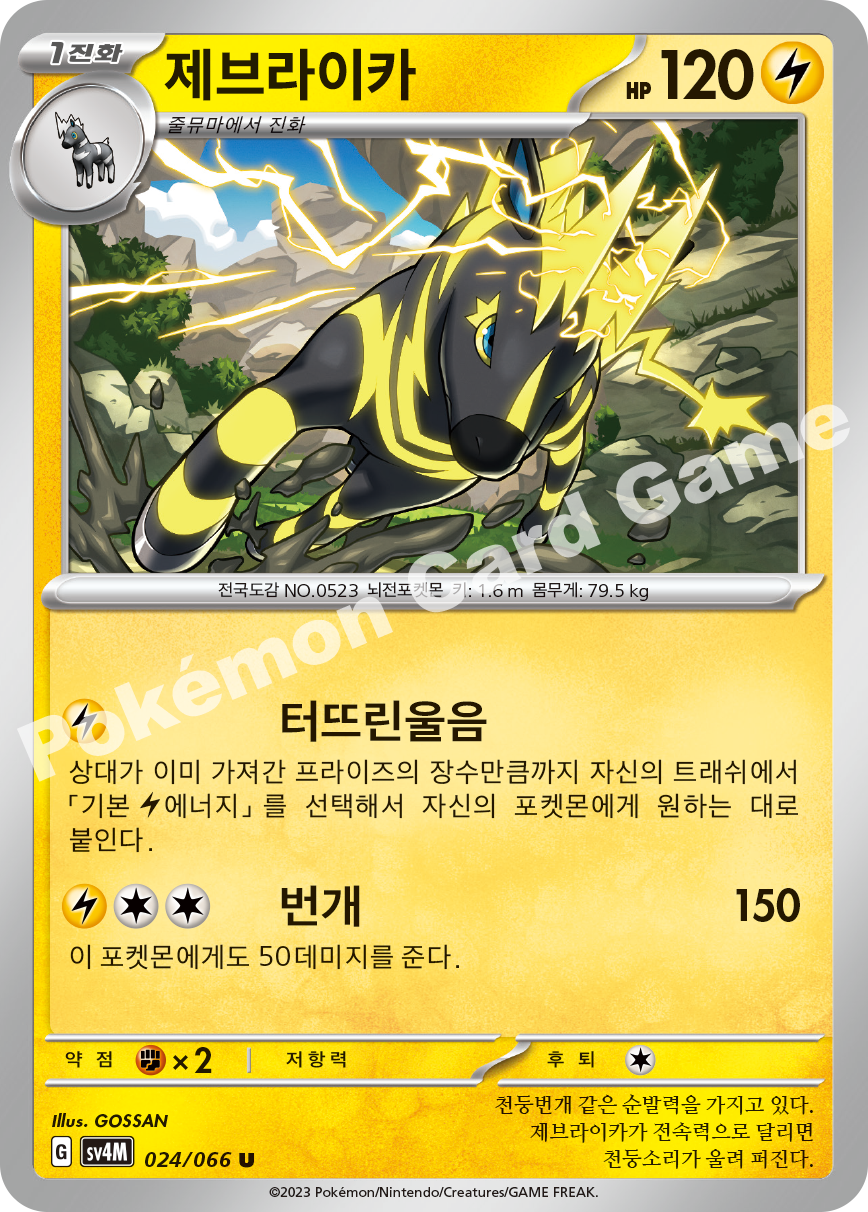 1진화
제브라이카
HP 120
줄뮤마에서 진화
전국도감 NO.0523 뇌전포켓몬 키: 1.6 m 몸무게: 79.5 kg
Pokémon Card Game
터뜨린울음
상대가 이미 가져간 프라이즈의 장수만큼까지 자신의 트래쉬에서
「기본 에너지」를 선택해서 자신의 포켓몬에게 원하는 대로
붙인다.
번개 150
이 포켓몬에게도 50데미지를 준다.
약점 ×2 저항력 후퇴
Illus. GOSSAN
G sv4M 024/066 U
천둥번개 같은 순발력을 가지고 있다.
제브라이카가 전속력으로 달리면
천둥소리가 울려 퍼진다.
©2023 Pokémon/Nintendo/Creatures/GAME FREAK.